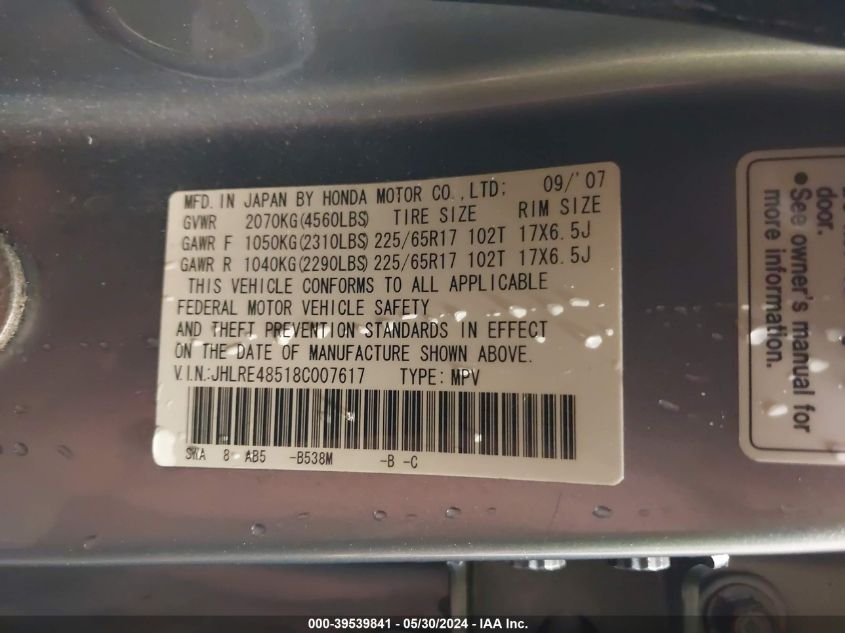 MFD. IN JAPAN BY HONDA MOTOR CO.,LTD: 09/'07
GVWR 2070KG(4560LBS) TIRE SIZE RIM SIZE
GAWR F 1050KG(2310LBS) 225/65R17 102T 17X6.5J
GAWR R 1040KG(2290LBS) 225/65R17 102T 17X6.5J
THIS VEHICLE CONFORMS TO ALL APPLICABLE
FEDERAL MOTOR VEHICLE SAFETY
AND THEFT PREVENTION STANDARDS IN EFFECT
ON THE DATE OF MANUFACTURE SHOWN ABOVE.
V.I.N.:JHLRE48518C007617 TYPE: MPV
SWA 8 AB5 -B538M -B -C
door.
● See owner's manual for
more information.
000-39539841 / 05/30/2024 — IAA Inc.